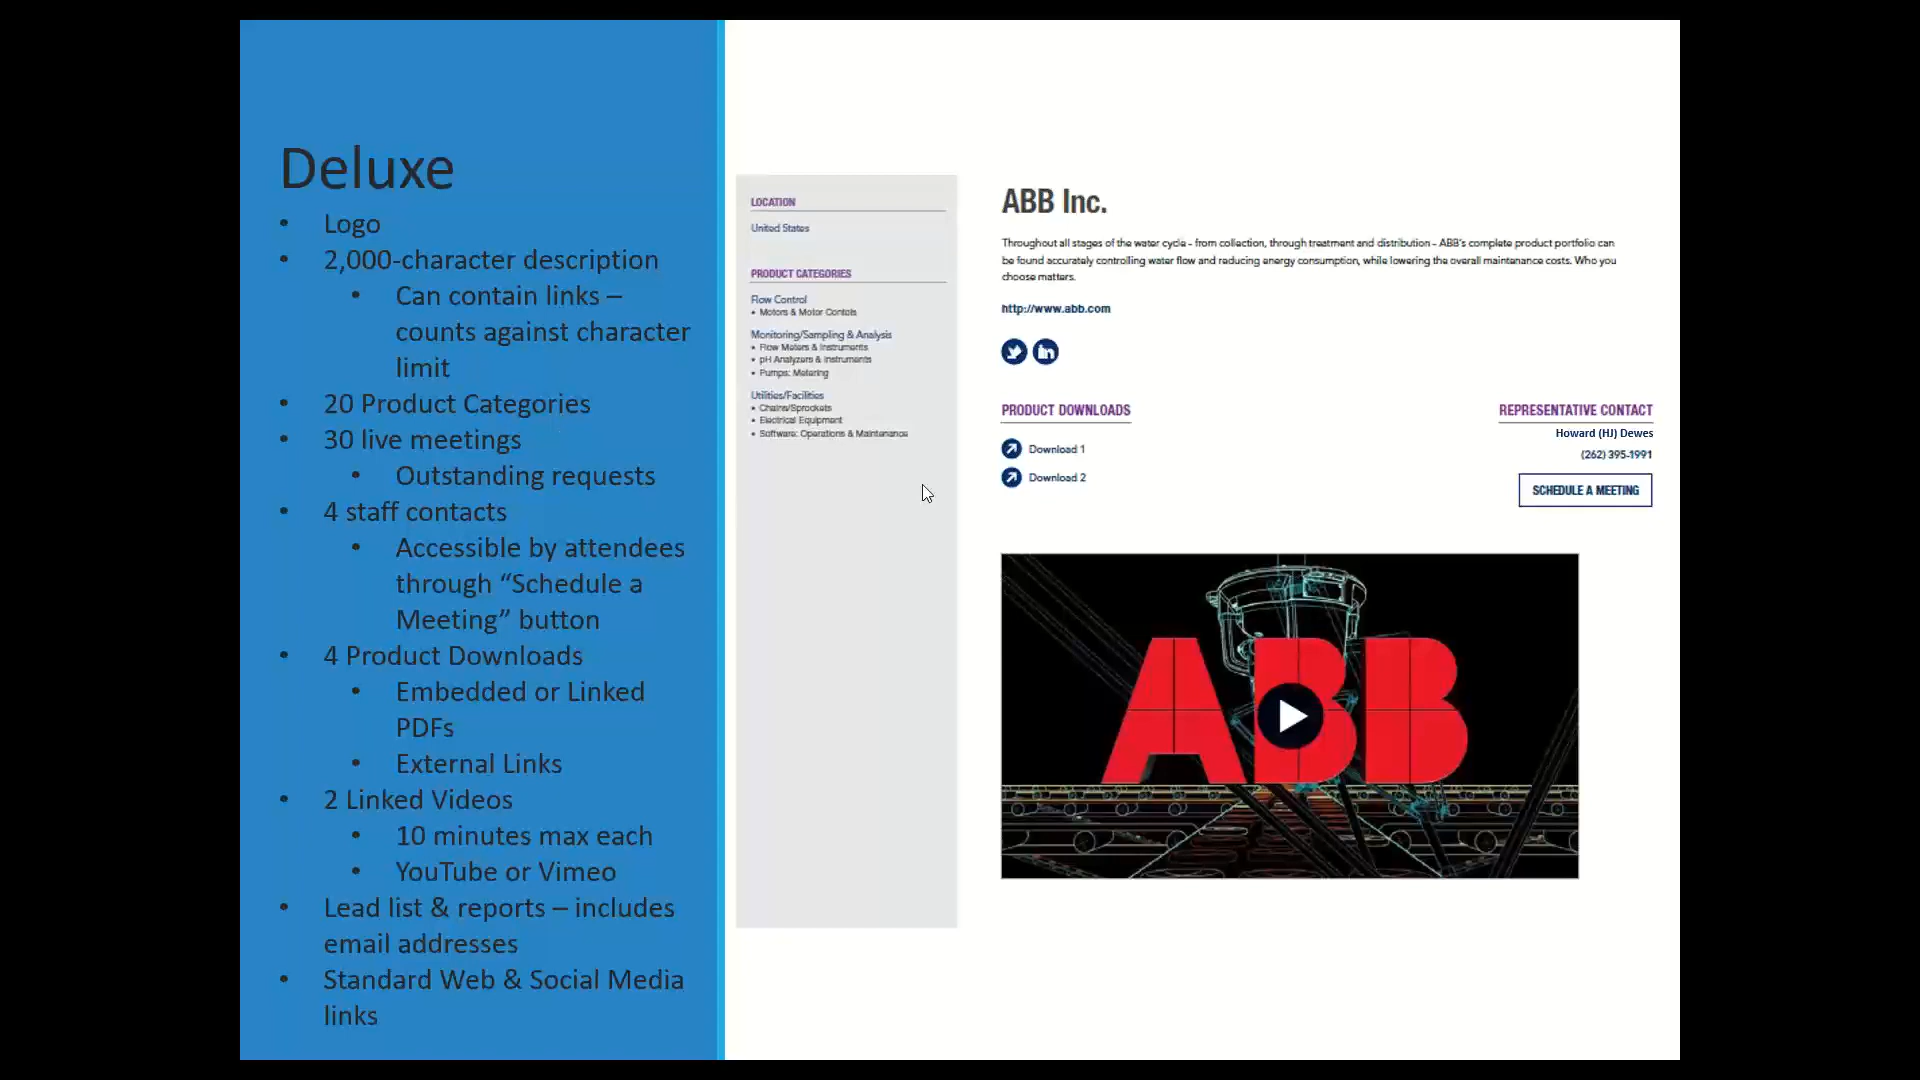 Deluxe
• Logo
• 2,000-character description
• Can contain links –
counts against character
limit
• 20 Product Categories
• 30 live meetings
• Outstanding requests
• 4 staff contacts
• Accessible by attendees
through “Schedule a
Meeting” button
• 4 Product Downloads
• Embedded or Linked
PDFs
• External Links
• 2 Linked Videos
• 10 minutes max each
• YouTube or Vimeo
• Lead list & reports – includes
email addresses
• Standard Web & Social Media
links
LOCATION
United States
PRODUCT CATEGORIES
Flow Control
• Motors & Motor Contols
Monitoring/Sampling & Analysis
• Flow Meters & Instruments
• pH Analyzers & Instruments
• Pumps: Metering
Utilities/Facilities
• Chains/Sprockets
• Electrical Equipment
• Software: Operations & Maintenance
ABB Inc.
Throughout all stages of the water cycle - from collection, through treatment and distribution - ABB's complete product portfolio can
be found accurately controlling water flow and reducing energy consumption, while lowering the overall maintenance costs. Who you
choose matters.
http://www.abb.com
in
PRODUCT DOWNLOADS
Download 1
Download 2
REPRESENTATIVE CONTACT
Howard (HJ) Dewes
(262) 395-1991
SCHEDULE A MEETING
ABB